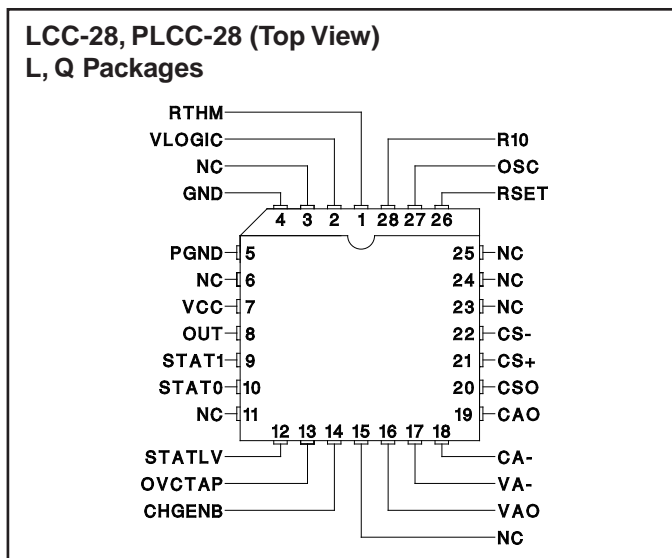 LCC-28, PLCC-28 (Top View)
L, Q Packages
RTHM
VLOGIC
NC
GND
R10
OSC
RSET
4 3 2 1 28 27 26
PGND 5
NC 6
VCC 7
OUT 8
STAT1 9
STAT0 10
NC 11
25 NC
24 NC
23 NC
22 CS-
21 CS+
20 CSO
19 CAO
12 13 14 15 16 17 18
STATLV
OVCTAP
CHGENB
CA-
VA-
VAO
NC